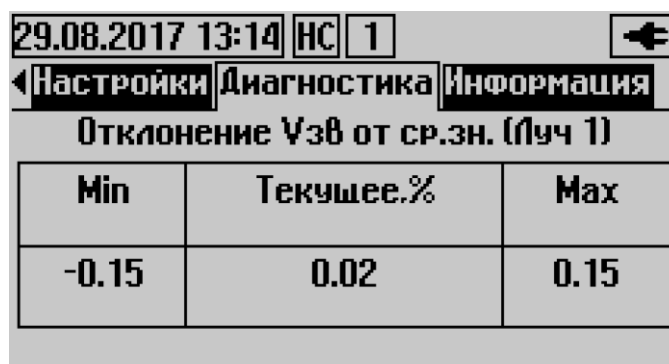 29.08.2017 13:14 НС 1
Настройки Диагностика Информация
Отклонение Vзв от ср.зн. (Луч 1)
Min Текущее.% Max
-0.15 0.02 0.15